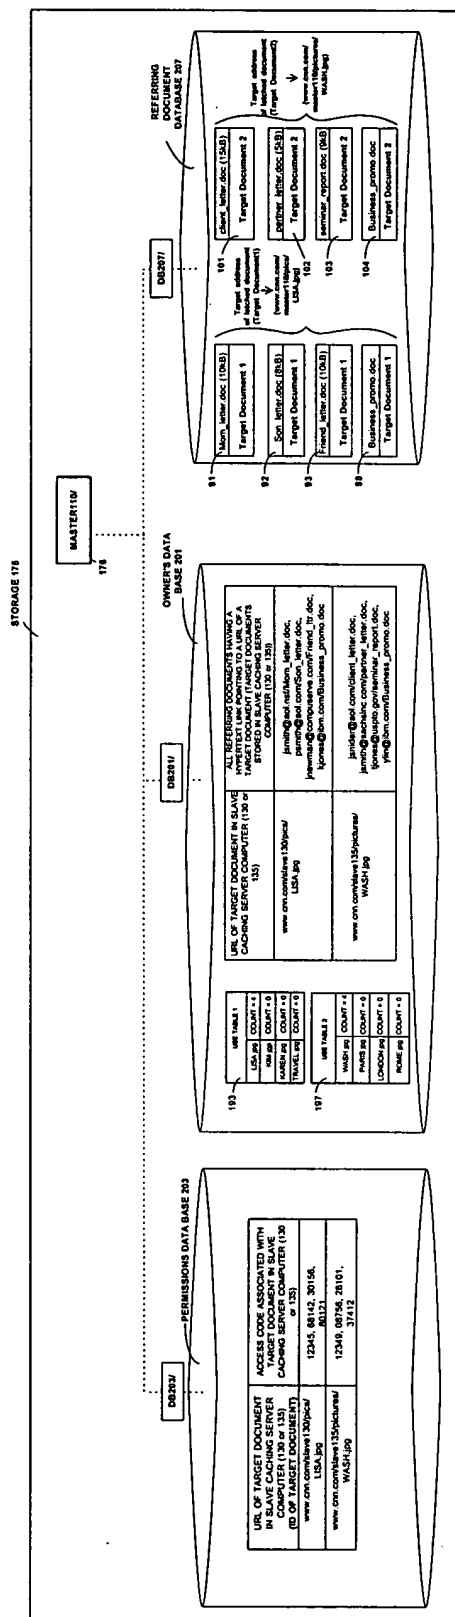 STORAGE 175
MASTER110/
176
DB203/
DB201/
DB207/
PERMISSIONS DATA BASE 203
URL OF TARGET DOCUMENT
IN SLAVE CACHING SERVER
COMPUTER (130 or 135)
(ID OF TARGET DOCUMENT)
ACCESS CODE ASSOCIATED WITH
TARGET DOCUMENT IN SLAVE
CACHING SERVER COMPUTER (130
or 135)
www.cnn.com/slave130/pics/
LISA.jpg
12345, 68142, 30156,
80121
www.cnn.com/slave135/pictures/
WASH.jpg
12349, 08756, 28101,
37412
OWNER'S DATA
BASE 201
193
USE TABLE 1
LISA.jpg COUNT = 4
KIM.jpg COUNT = 0
KAREN.jpg COUNT = 0
TRAVEL.jpg COUNT = 0
197
USE TABLE 2
WASH.jpg COUNT = 4
PARIS.jpg COUNT = 0
LONDON.jpg COUNT = 0
ROME.jpg COUNT = 0
URL OF TARGET DOCUMENT IN SLAVE
CACHING SERVER COMPUTER (130 or
135)
ALL REFERRING DOCUMENTS HAVING A
HYPERTEXT LINK POINTING TO A URL OF A
TARGET DOCUMENT (TARGET DOCUMENTS
STORED IN SLAVE CACHING SERVER
COMPUTER (130 or 135))
www.cnn.com/slave130/pics/
LISA.jpg
jsmith@aol.net/Mom_letter.doc,
psmith@aol.com/Son_letter.doc,
jnewman@compuserve.com/Friend_ltr.doc,
kjones@ibm.com/Business_promo.doc
www.cnn.com/slave135/pictures/
WASH.jpg
jsnider@aol.com/client_letter.doc,
jsmith@sachsinc.com/partner_letter.doc,
tjones@uspto.gov/seminar_report.doc,
yfin@ibm.com/Business_promo.doc
REFERRING
DOCUMENT
DATABASE 207
91
Mom_letter.doc (10kB)
Target Document 1
92
Son_letter.doc (8kB)
Target Document 1
93
Friend_letter.doc (10kB)
Target Document 1
98
Business_promo.doc
Target Document 1
Target address
of fetched document
(Target Document1)
(www.cnn.com/
master110/pics/
LISA.jpg)
101
client_letter.doc (15kB)
Target Document 2
102
partner_letter.doc (5kB)
Target Document 2
103
seminar_report.doc (9kB)
Target Document 2
104
Business_promo.doc
Target Document 2
Target address
of fetched document
(Target Document2)
(www.cnn.com/
master110/pictures/
WASH.jpg)